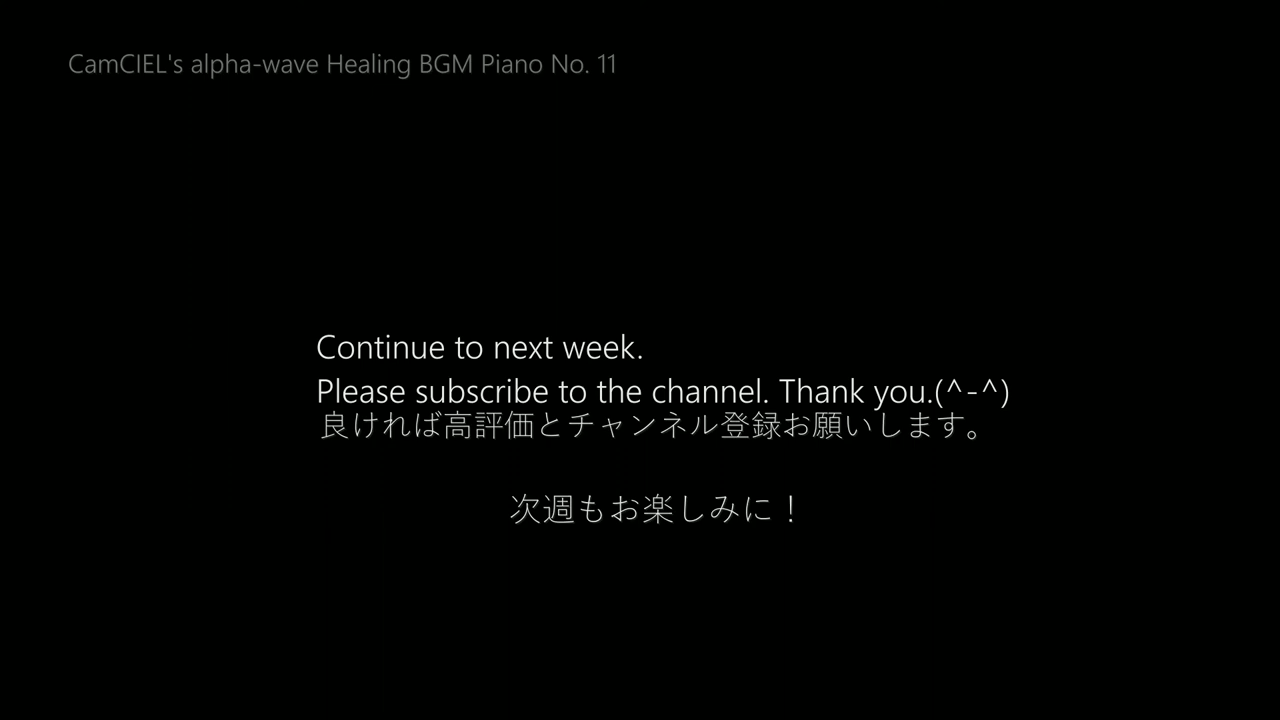 CamCIEL's alpha-wave Healing BGM Piano No. 11
Continue to next week.
Please subscribe to the channel. Thank you.(^-^)
良ければ高評価とチャンネル登録お願いします。
次週もお楽しみに！